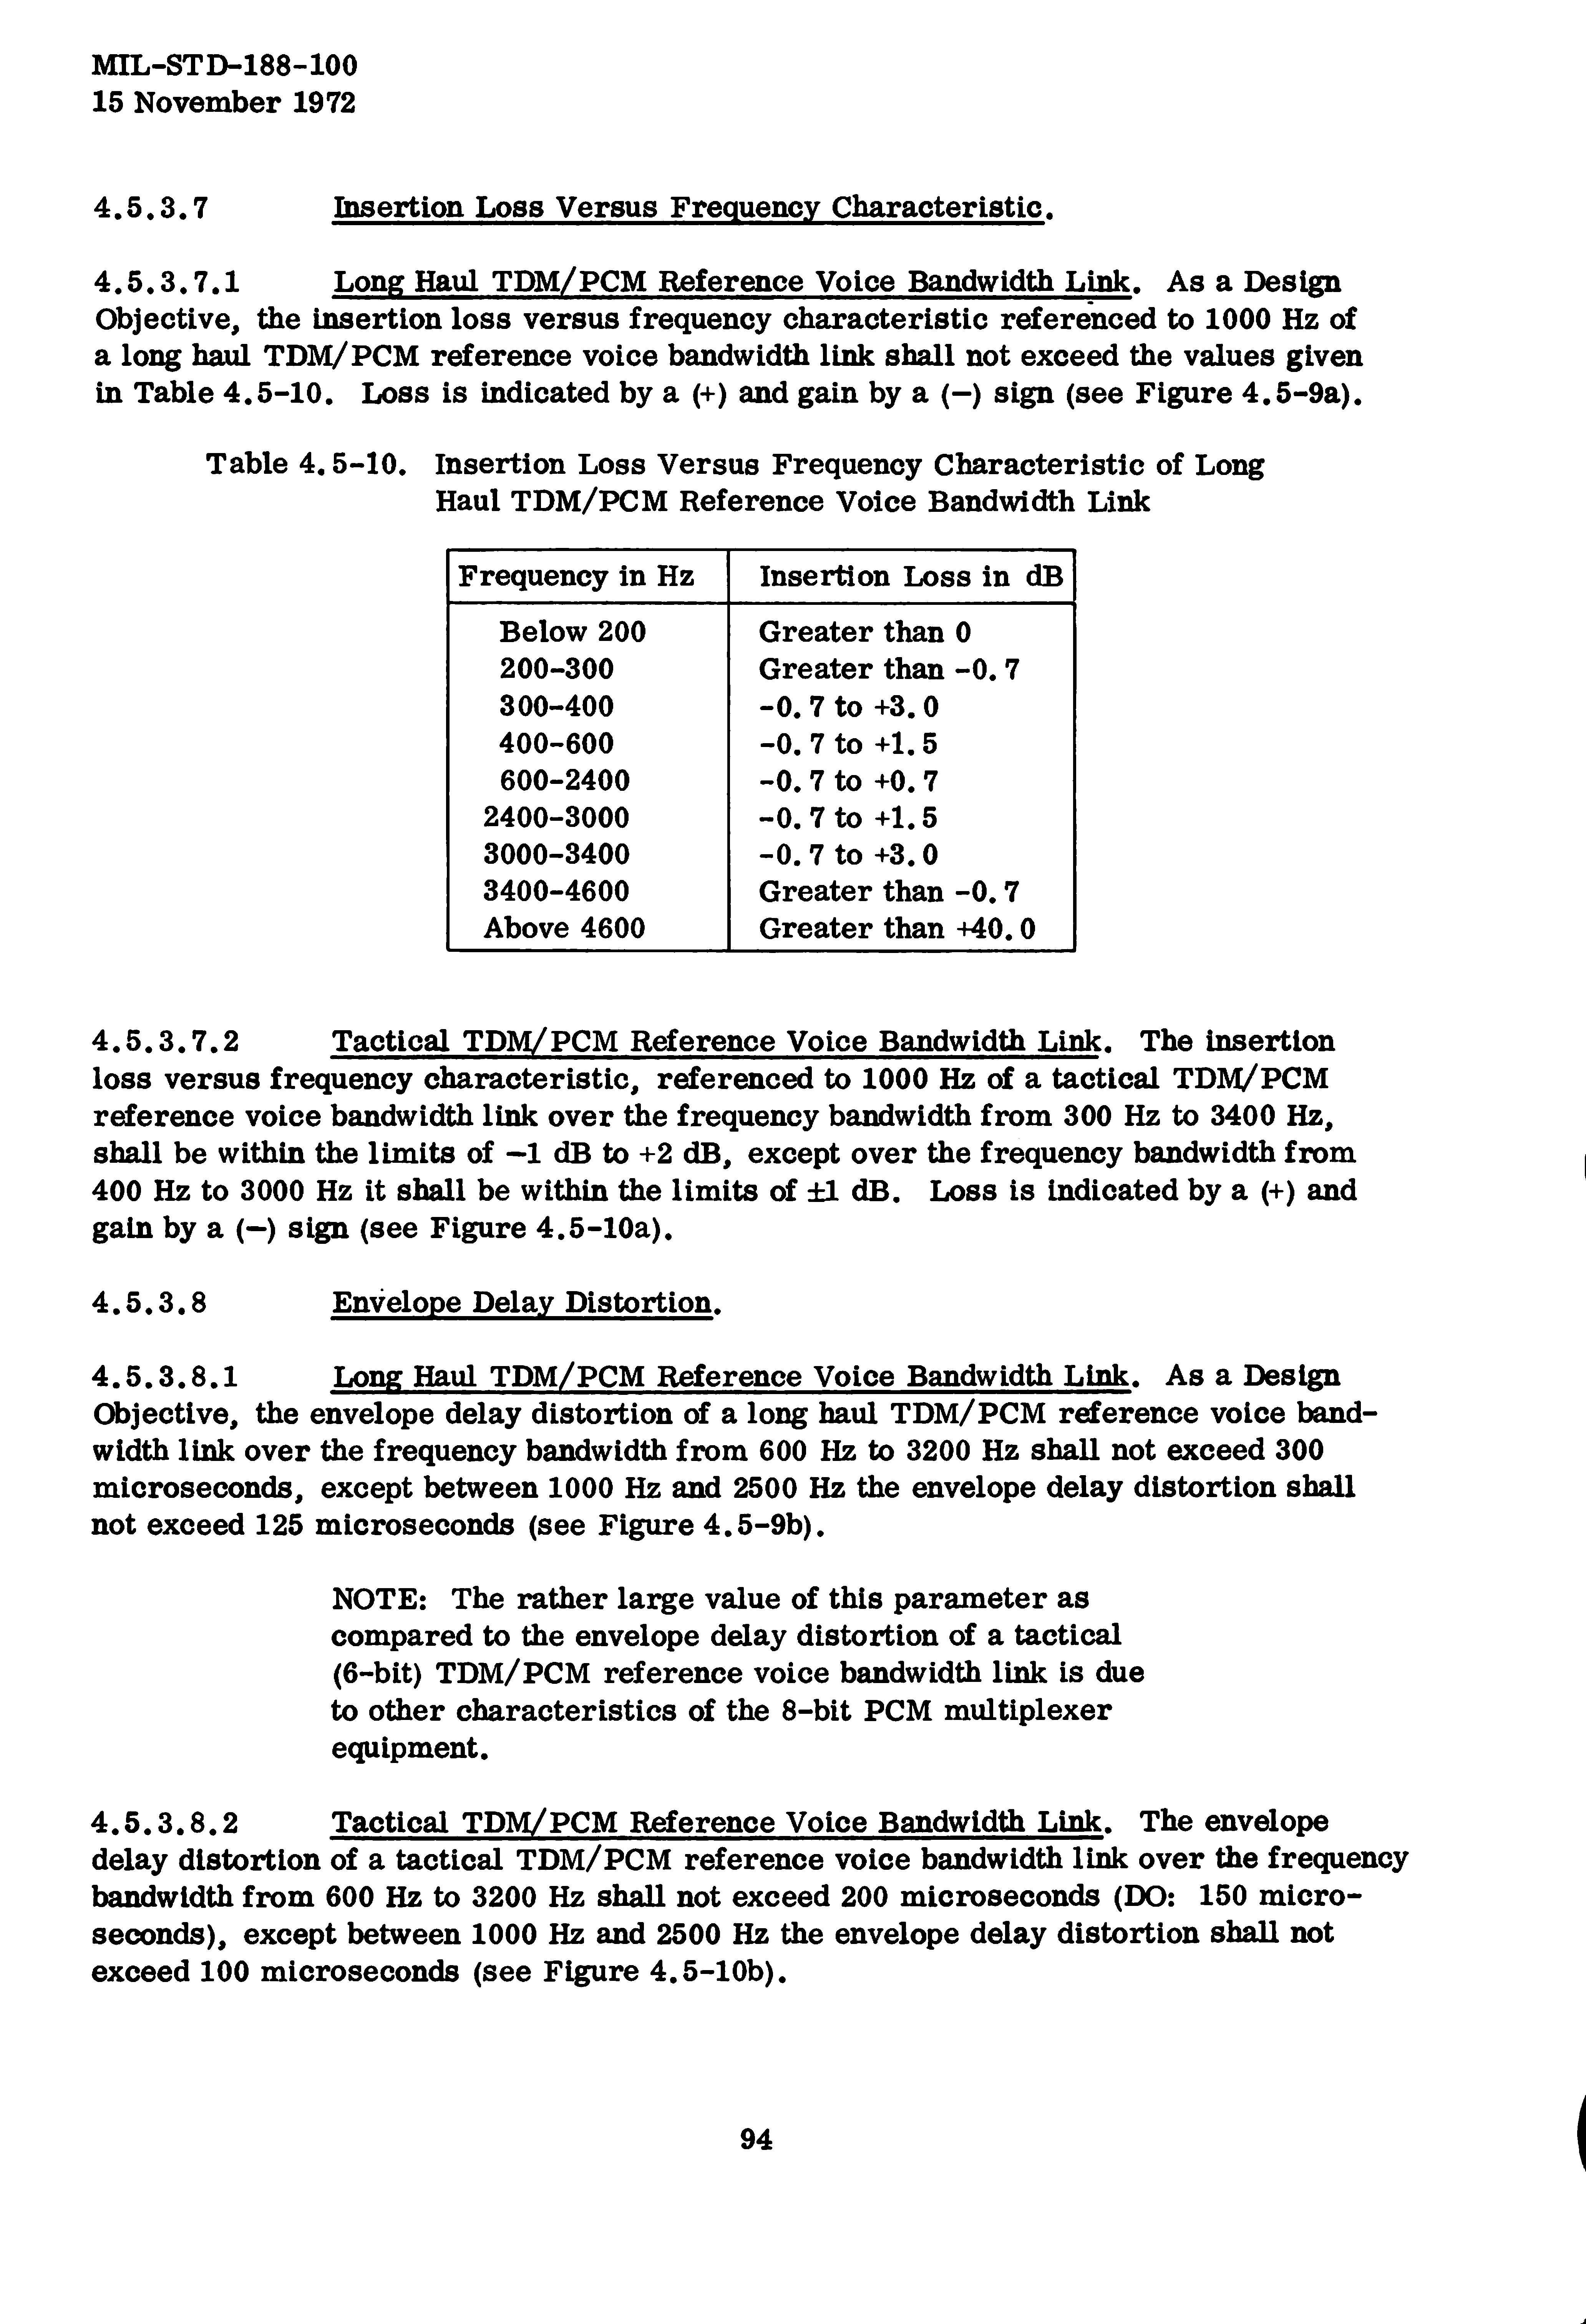 MIL-STD-188-100
15 November 1972
4.5.3.7 Insertion Loss Versus Frequency Characteristic.
4.5.3.7.1 Long Haul TDM/PCM Reference Voice Bandwidth Link. As a Design
Objective, the insertion loss versus frequency characteristic referenced to 1000 Hz of
a long haul TDM/PCM reference voice bandwidth link shall not exceed the values given
in Table 4.5-10. Loss is indicated by a (+) and gain by a (—) sign (see Figure 4.5-9a).
Table 4.5-10. Insertion Loss Versus Frequency Characteristic of Long
Haul TDM/PCM Reference Voice Bandwidth Link
Frequency in Hz Insertion Loss in dB
Below 200 Greater than 0
200-300 Greater than -0.7
300-400 -0.7 to +3.0
400-600 -0.7 to +1.5
600-2400 -0.7 to +0.7
2400-3000 -0.7 to +1.5
3000-3400 -0.7 to +3.0
3400-4600 Greater than -0.7
Above 4600 Greater than +40.0
4.5.3.7.2 Tactical TDM/PCM Reference Voice Bandwidth Link. The insertion
loss versus frequency characteristic, referenced to 1000 Hz of a tactical TDM/PCM
reference voice bandwidth link over the frequency bandwidth from 300 Hz to 3400 Hz,
shall be within the limits of —1 dB to +2 dB, except over the frequency bandwidth from
400 Hz to 3000 Hz it shall be within the limits of ±1 dB. Loss is indicated by a (+) and
gain by a (—) sign (see Figure 4.5-10a).
4.5.3.8 Envelope Delay Distortion.
4.5.3.8.1 Long Haul TDM/PCM Reference Voice Bandwidth Link. As a Design
Objective, the envelope delay distortion of a long haul TDM/PCM reference voice band-
width link over the frequency bandwidth from 600 Hz to 3200 Hz shall not exceed 300
microseconds, except between 1000 Hz and 2500 Hz the envelope delay distortion shall
not exceed 125 microseconds (see Figure 4.5-9b).
NOTE: The rather large value of this parameter as
compared to the envelope delay distortion of a tactical
(6-bit) TDM/PCM reference voice bandwidth link is due
to other characteristics of the 8-bit PCM multiplexer
equipment.
4.5.3.8.2 Tactical TDM/PCM Reference Voice Bandwidth Link. The envelope
delay distortion of a tactical TDM/PCM reference voice bandwidth link over the frequency
bandwidth from 600 Hz to 3200 Hz shall not exceed 200 microseconds (DO: 150 micro-
seconds), except between 1000 Hz and 2500 Hz the envelope delay distortion shall not
exceed 100 microseconds (see Figure 4.5-10b).
94